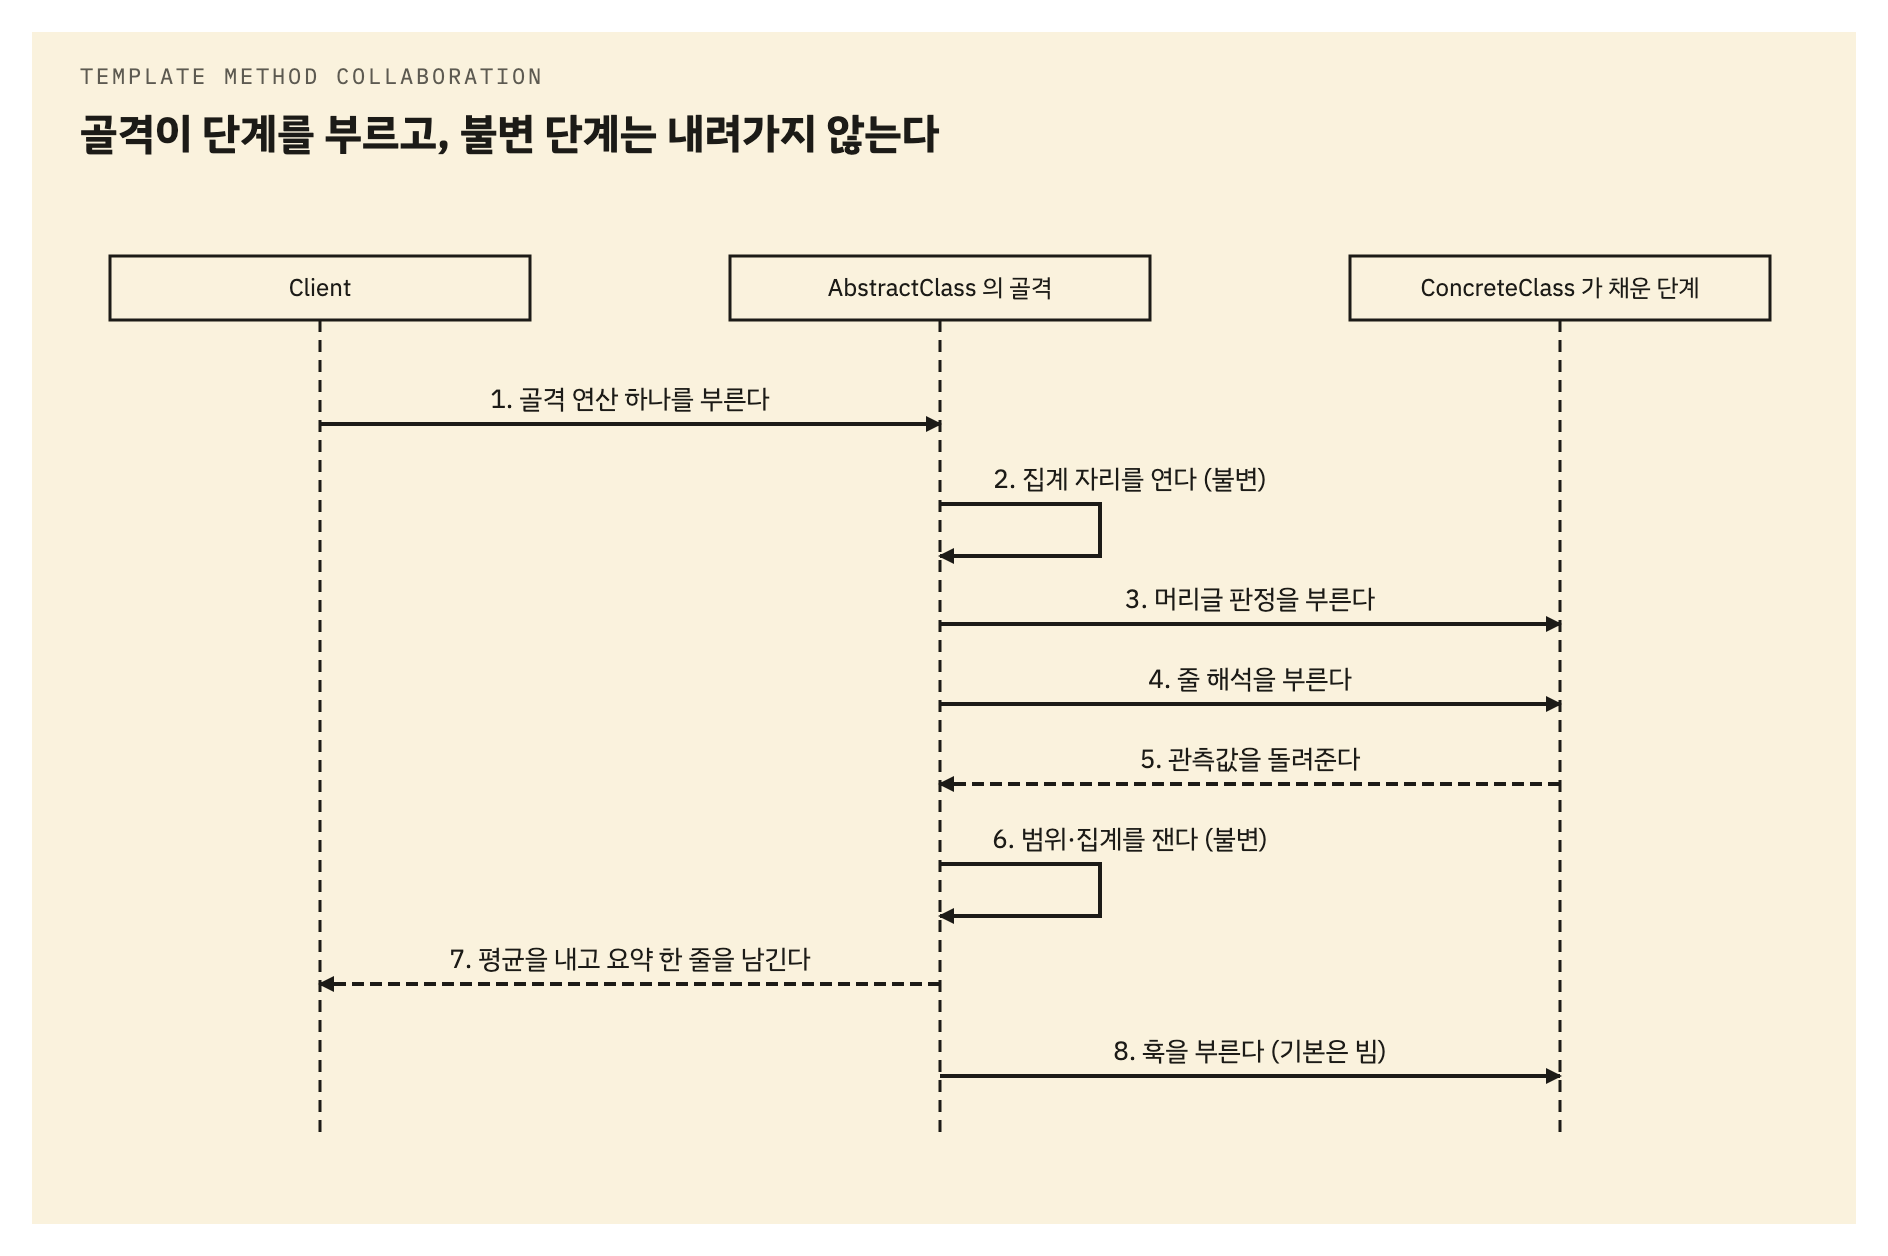 TEMPLATE METHOD COLLABORATION
골격이 단계를 부르고, 불변 단계는 내려가지 않는다
Client
AbstractClass 의 골격
ConcreteClass 가 채운 단계
1. 골격 연산 하나를 부른다
2. 집계 자리를 연다 (불변)
3. 머리글 판정을 부른다
4. 줄 해석을 부른다
5. 관측값을 돌려준다
6. 범위·집계를 잰다 (불변)
7. 평균을 내고 요약 한 줄을 남긴다
8. 훅을 부른다 (기본은 빔)